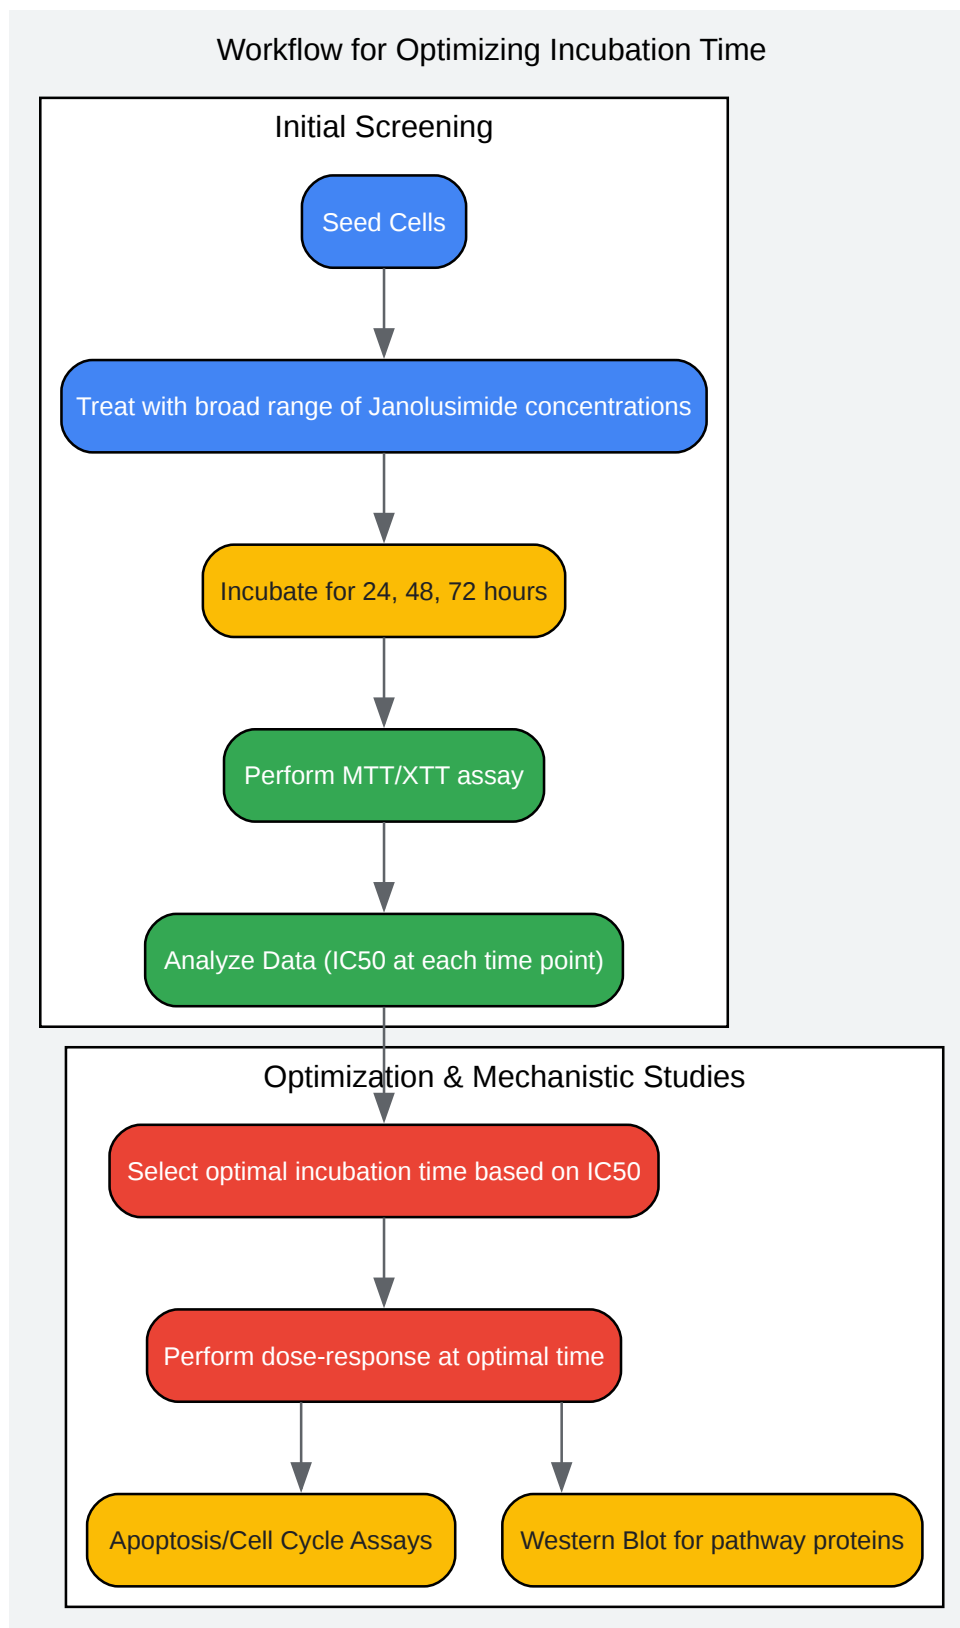 Workflow for Optimizing Incubation Time
Initial Screening
Seed Cells
Treat with broad range of Janolusimide concentrations
Incubate for 24, 48, 72 hours
Perform MTT/XTT assay
Analyze Data (IC50 at each time point)
Optimization & Mechanistic Studies
Select optimal incubation time based on IC50
Perform dose-response at optimal time
Apoptosis/Cell Cycle Assays
Western Blot for pathway proteins